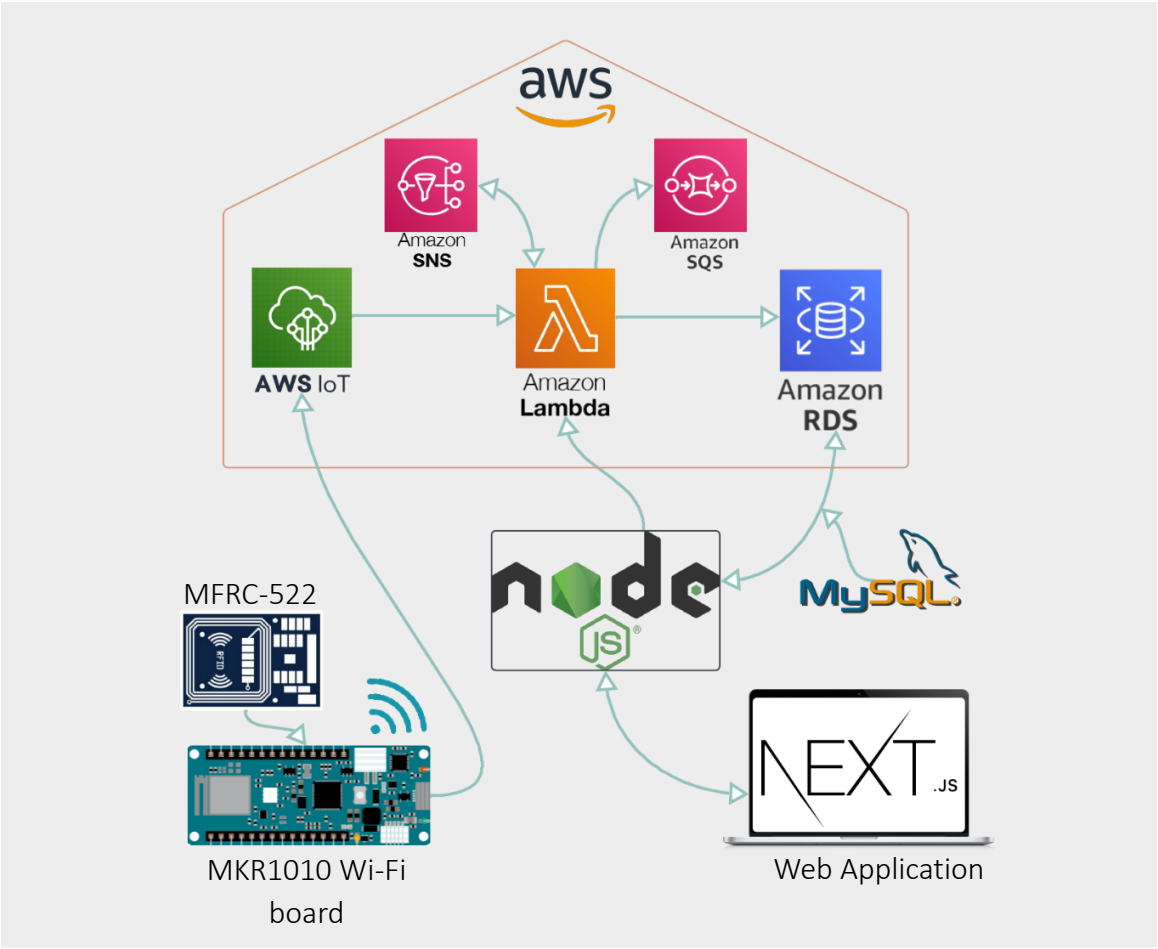 aws
Amazon
SNS
Amazon
SQS
AWS IoT
Amazon
Lambda
Amazon
RDS
node
JS®
MySQL®
MFRC-522
RFID
NEXT
.JS
MKR1010 Wi-Fi
board
Web Application